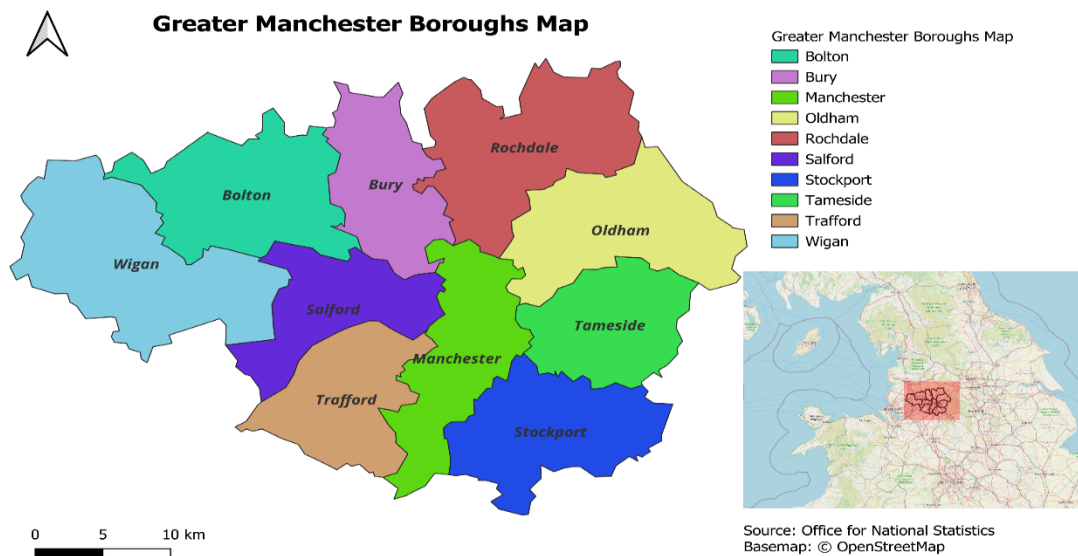 Greater Manchester Boroughs Map
Greater Manchester Boroughs Map
Bolton
Bury
Manchester
Oldham
Rochdale
Salford
Stockport
Tameside
Trafford
Wigan
Rochdale
Bury
Bolton
Oldham
Wigan
Salford
Tameside
Manchester
Trafford
Stockport
0 5 10 km
Source: Office for National Statistics
Basemap: © OpenStreetMap